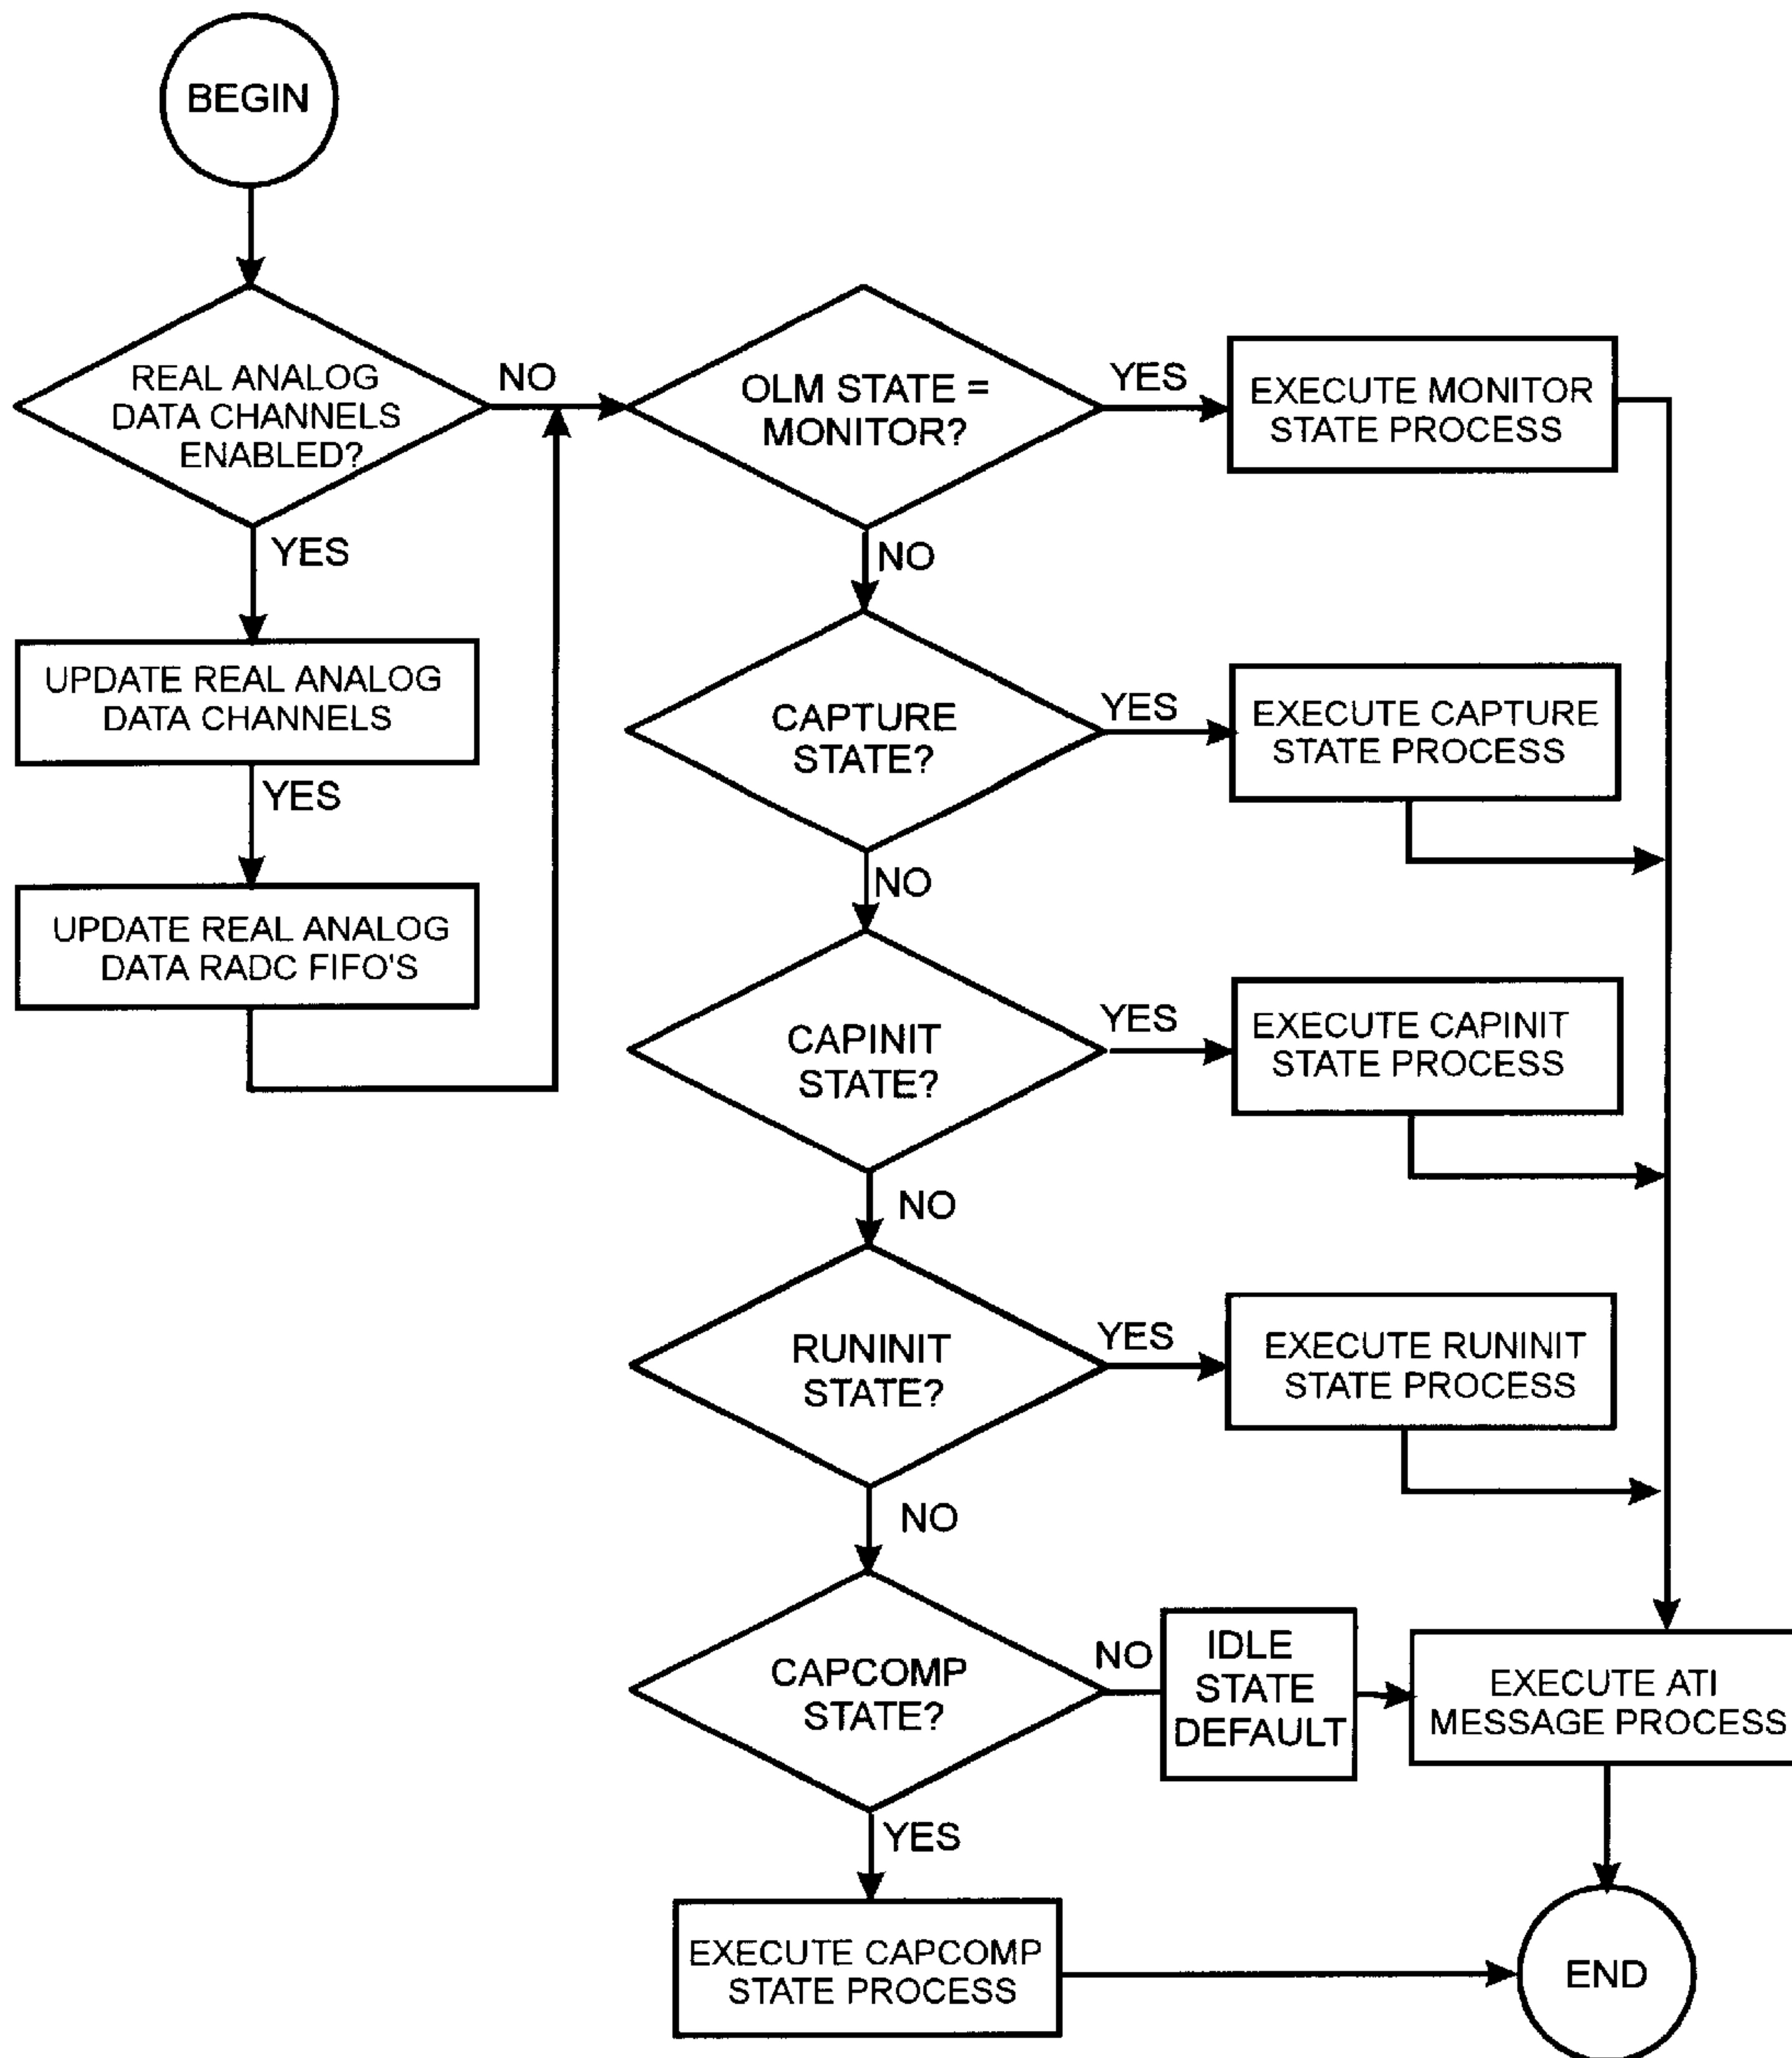 BEGIN
REAL ANALOG
DATA CHANNELS
ENABLED?
NO
YES
UPDATE REAL ANALOG
DATA CHANNELS
YES
UPDATE REAL ANALOG
DATA RADC FIFO'S
OLM STATE =
MONITOR?
YES
EXECUTE MONITOR
STATE PROCESS
NO
CAPTURE
STATE?
YES
EXECUTE CAPTURE
STATE PROCESS
NO
CAPINIT
STATE?
YES
EXECUTE CAPINIT
STATE PROCESS
NO
RUNINIT
STATE?
YES
EXECUTE RUNINIT
STATE PROCESS
NO
CAPCOMP
STATE?
NO
IDLE
STATE
DEFAULT
EXECUTE ATI
MESSAGE PROCESS
YES
EXECUTE CAPCOMP
STATE PROCESS
END